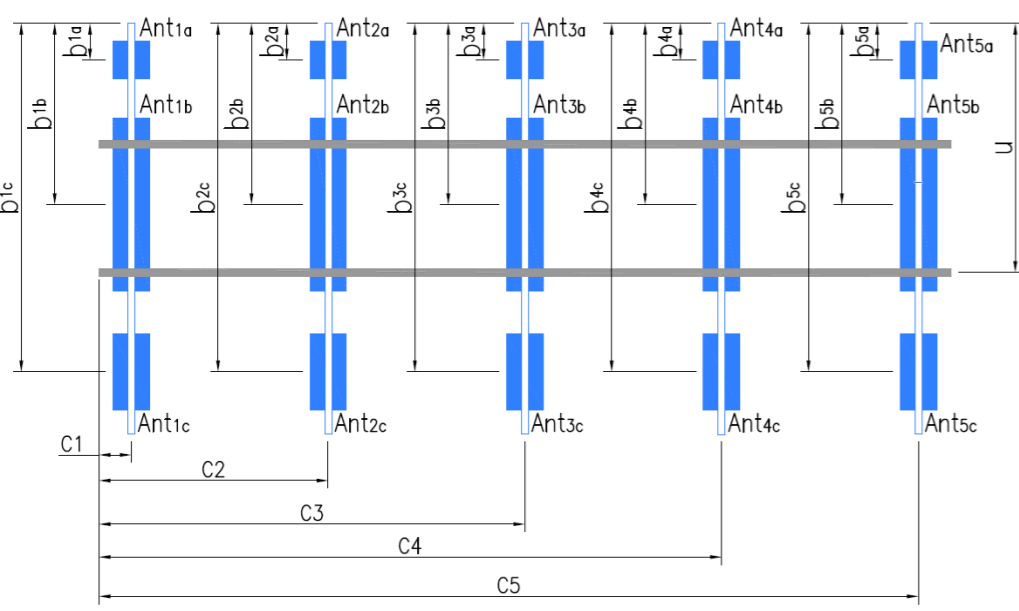 Ant1a Ant2a Ant3a Ant4a Ant5a
b1a b2a b3a b4a b5a
Ant1b Ant2b Ant3b Ant4b Ant5b
b1b b2b b3b b4b b5b
u
b1c b2c b3c b4c b5c
Ant1c Ant2c Ant3c Ant4c Ant5c
C1
C2
C3
C4
C5